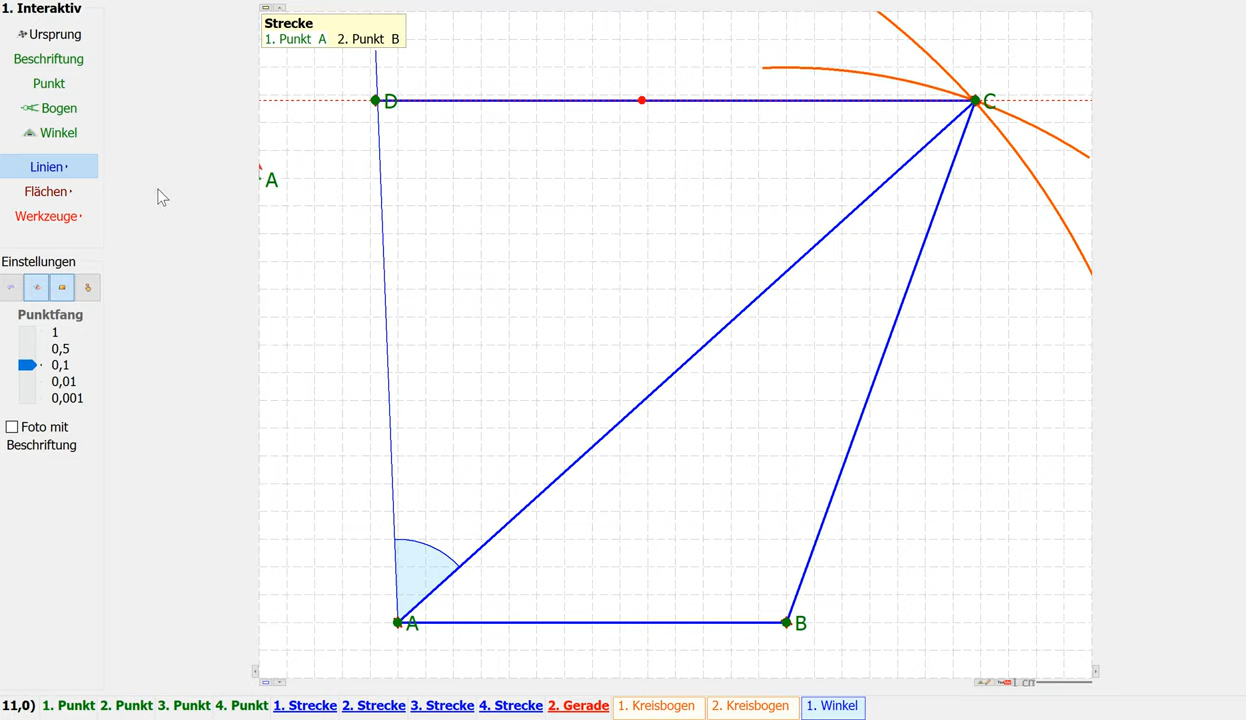 1. Interaktiv
Ursprung
Beschriftung
Punkt
Bogen
Winkel
Linien
Flächen
Werkzeuge
Einstellungen
Punktfang
1
0,5
0,1
0,01
0,001
Foto mit
Beschriftung
Strecke
1. Punkt A 2. Punkt B
D
C
A
A
B
cm
11,0) 1. Punkt 2. Punkt 3. Punkt 4. Punkt 1. Strecke 2. Strecke 3. Strecke 4. Strecke 2. Gerade 1. Kreisbogen 2. Kreisbogen 1. Winkel